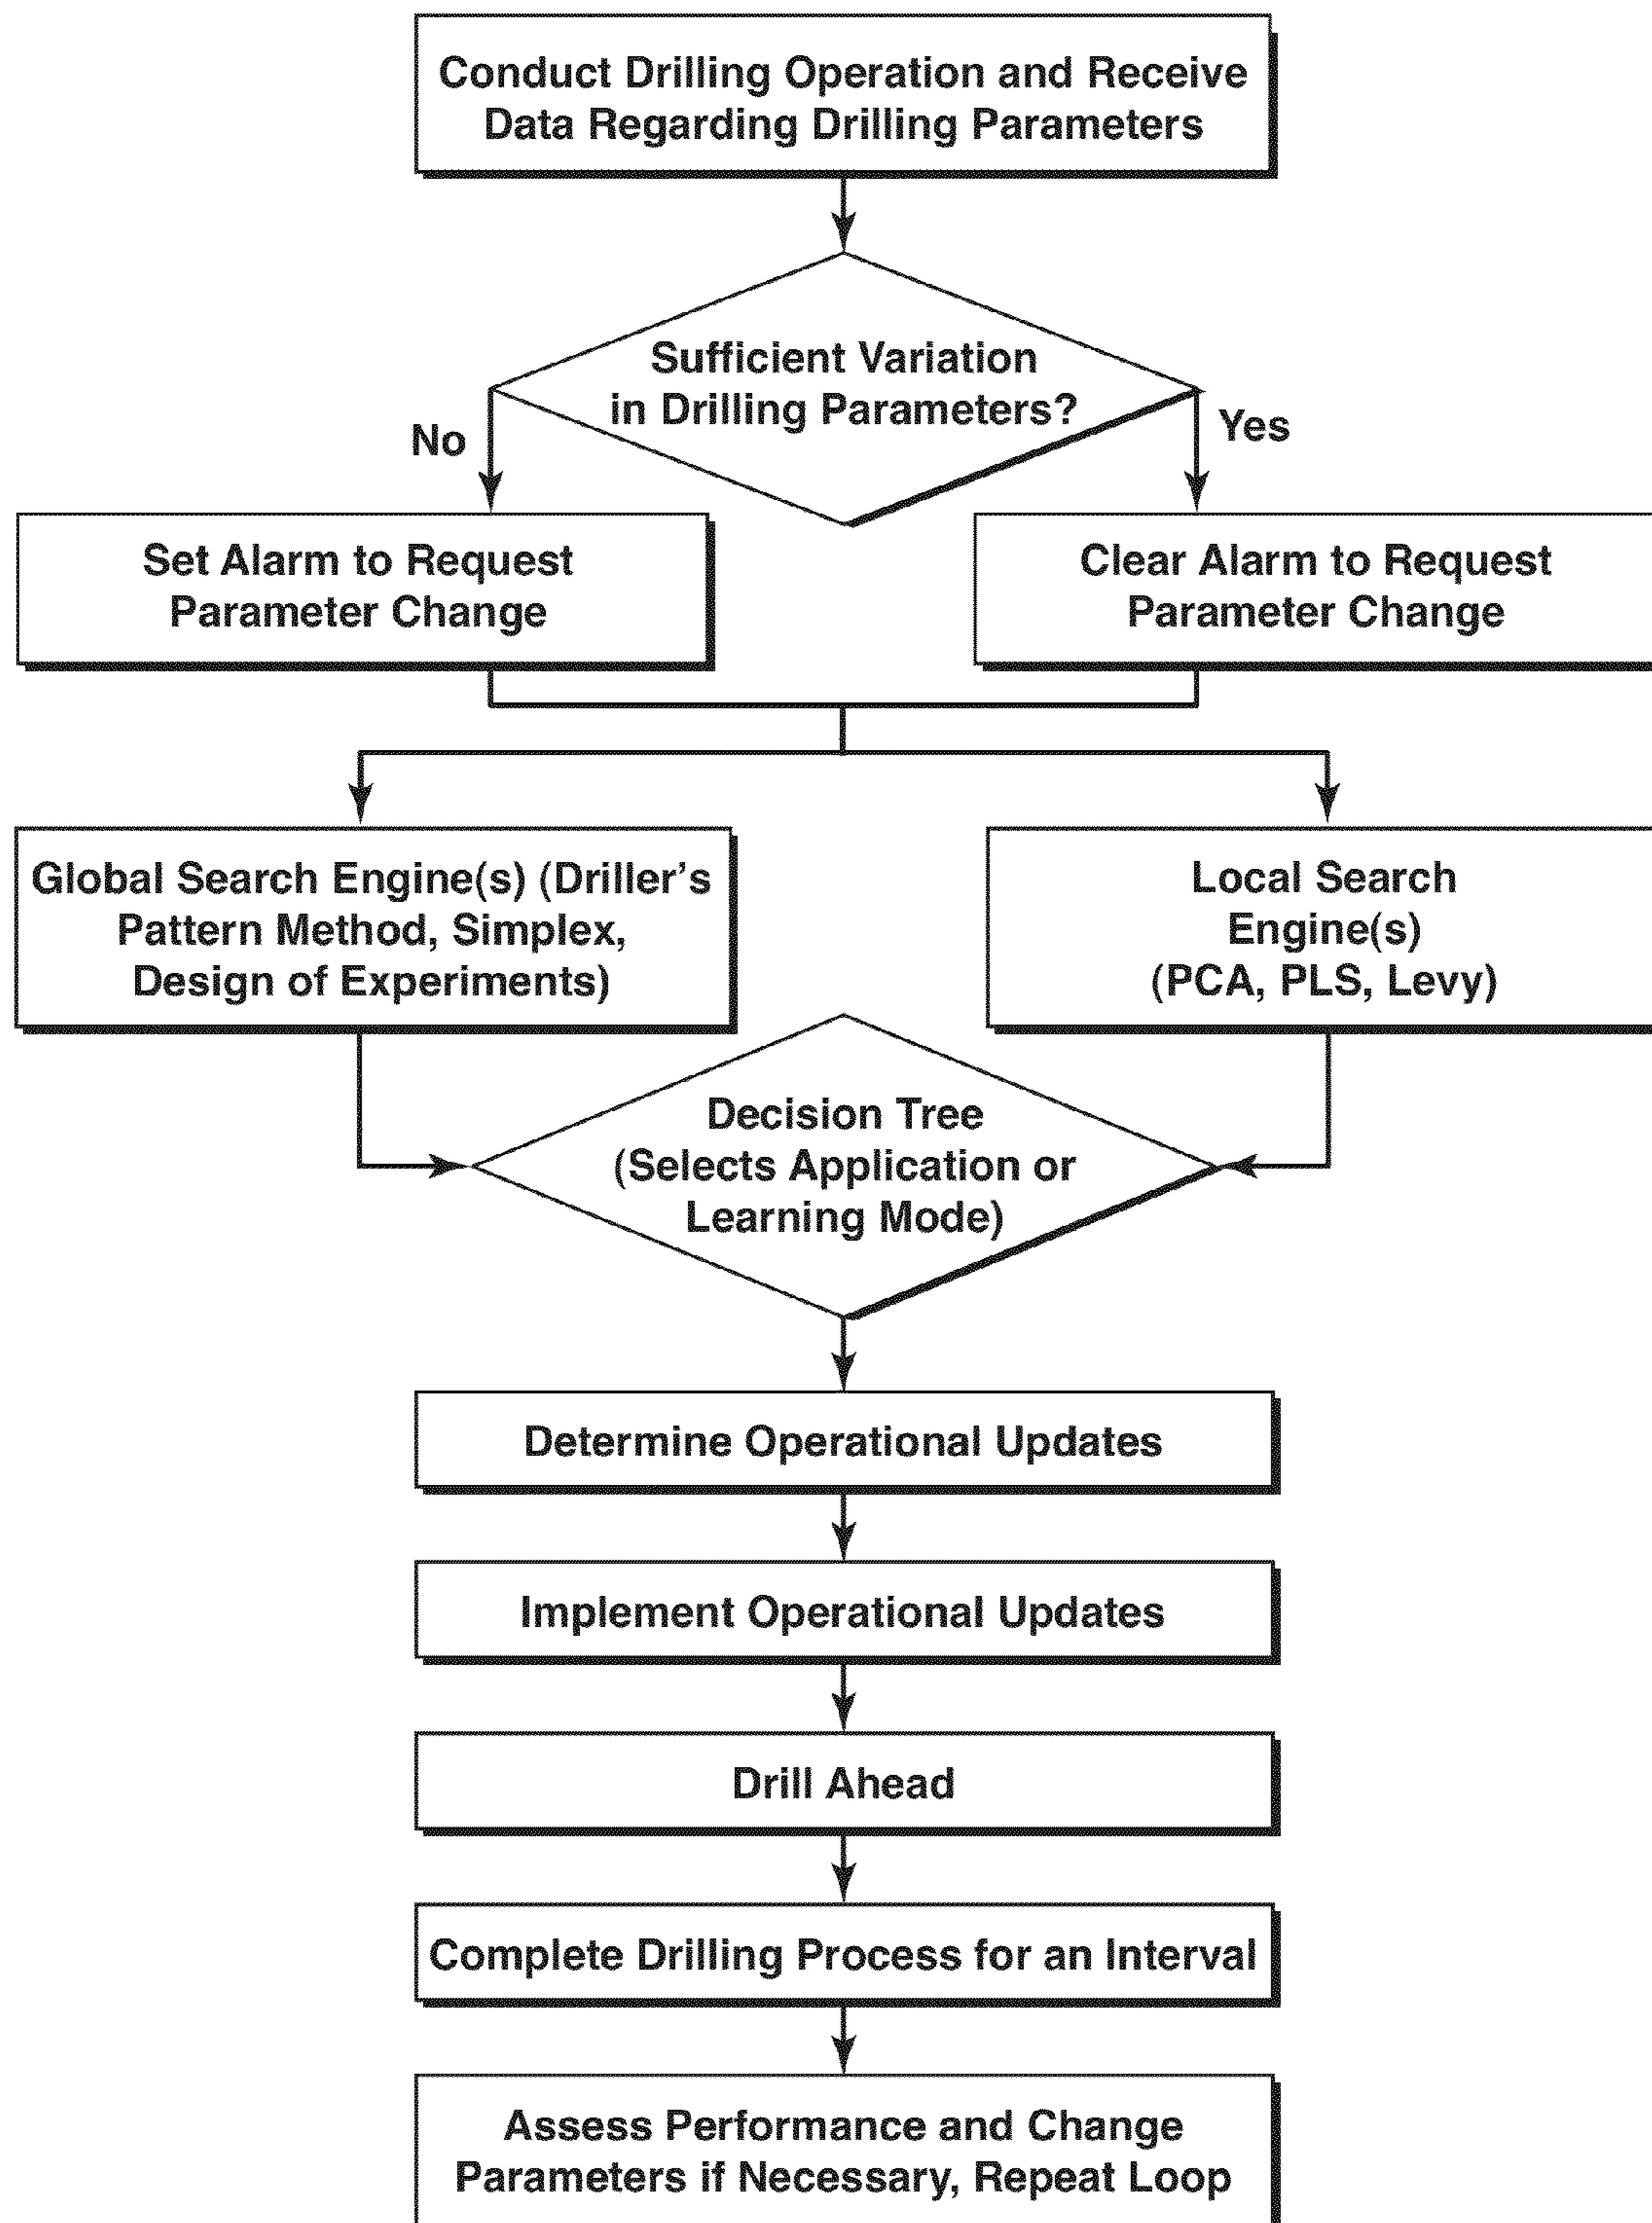 Conduct Drilling Operation and Receive
Data Regarding Drilling Parameters
Sufficient Variation
in Drilling Parameters?
No
Yes
Set Alarm to Request
Parameter Change
Clear Alarm to Request
Parameter Change
Global Search Engine(s) (Driller's
Pattern Method, Simplex,
Design of Experiments)
Local Search
Engine(s)
(PCA, PLS, Levy)
Decision Tree
(Selects Application or
Learning Mode)
Determine Operational Updates
Implement Operational Updates
Drill Ahead
Complete Drilling Process for an Interval
Assess Performance and Change
Parameters if Necessary, Repeat Loop